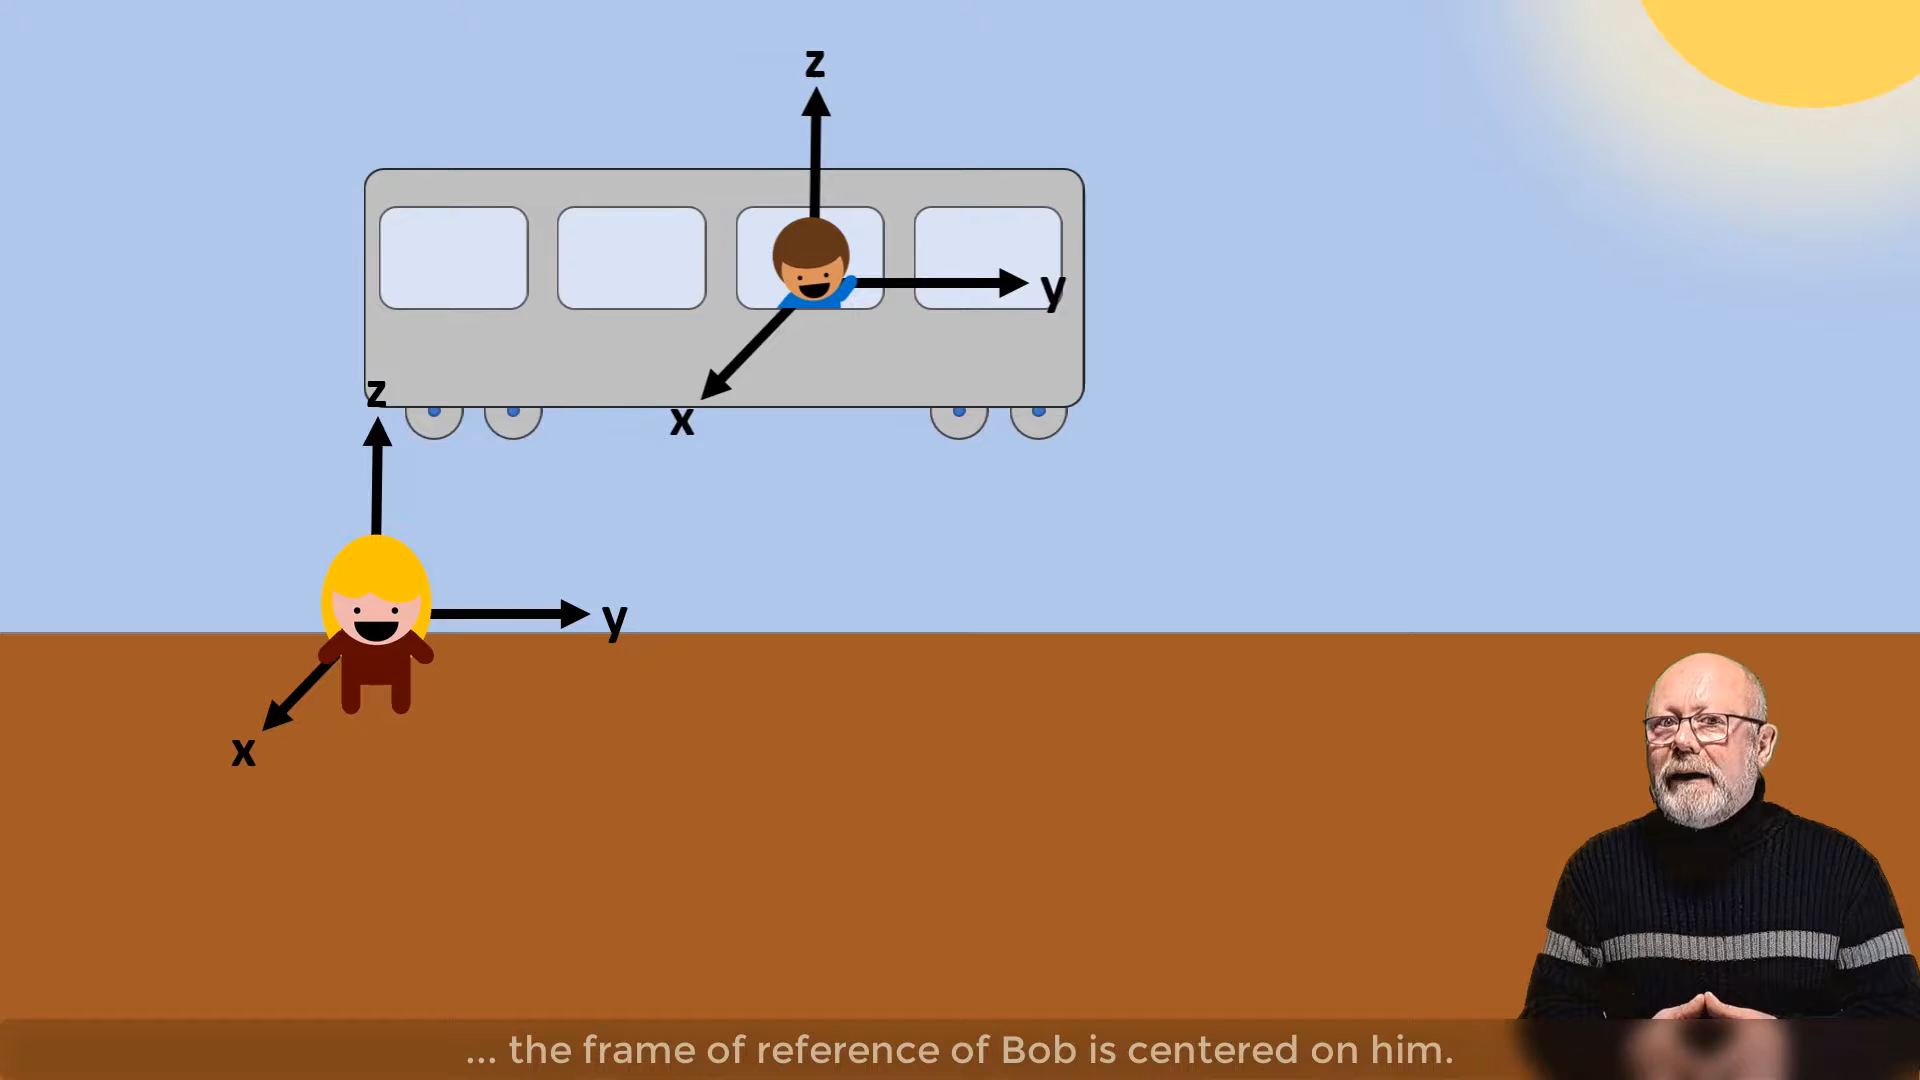 z
y
x
z
y
x
... the frame of reference of Bob is centered on him.